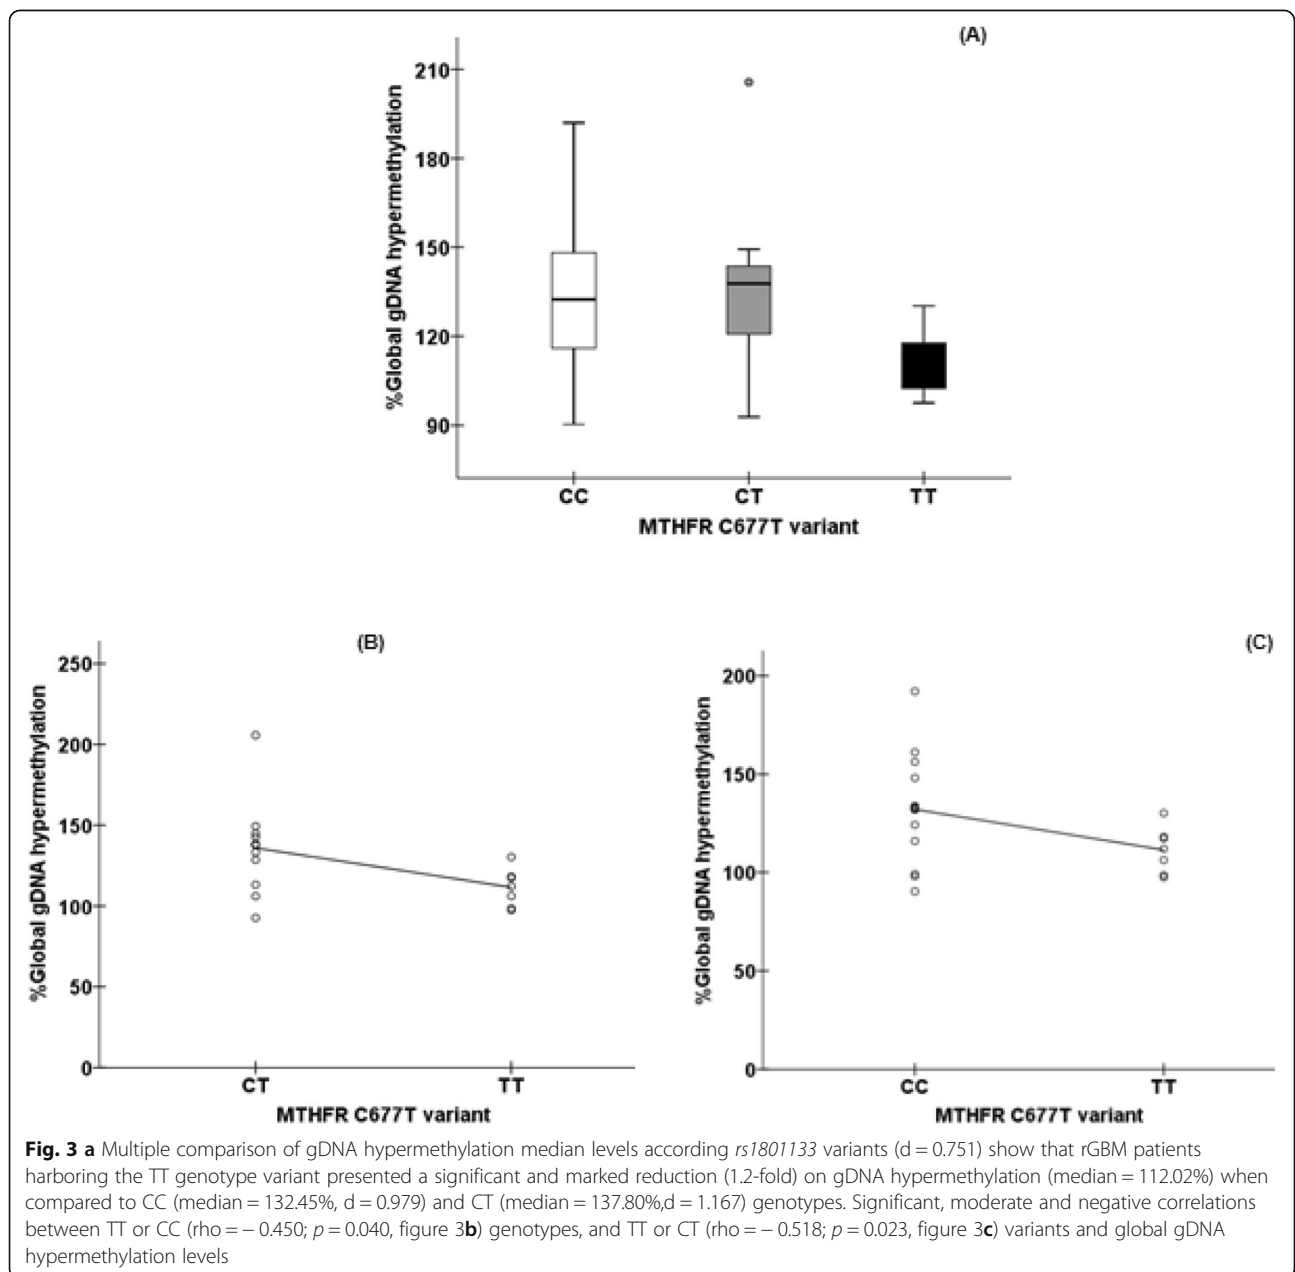 (A)
210
180
150
120
90
%Global gDNA hypermethylation
CC CT TT
MTHFR C677T variant
(B)
250
200
150
100
50
0
%Global gDNA hypermethylation
CT TT
MTHFR C677T variant
(C)
200
150
100
50
0
%Global gDNA hypermethylation
CC TT
MTHFR C677T variant
Fig. 3 a Multiple comparison of gDNA hypermethylation median levels according rs1801133 variants (d = 0.751) show that rGBM patients
harboring the TT genotype variant presented a significant and marked reduction (1.2-fold) on gDNA hypermethylation (median = 112.02%) when
compared to CC (median = 132.45%, d = 0.979) and CT (median = 137.80%,d = 1.167) genotypes. Significant, moderate and negative correlations
between TT or CC (rho = − 0.450; p = 0.040, figure 3b) genotypes, and TT or CT (rho = − 0.518; p = 0.023, figure 3c) variants and global gDNA
hypermethylation levels